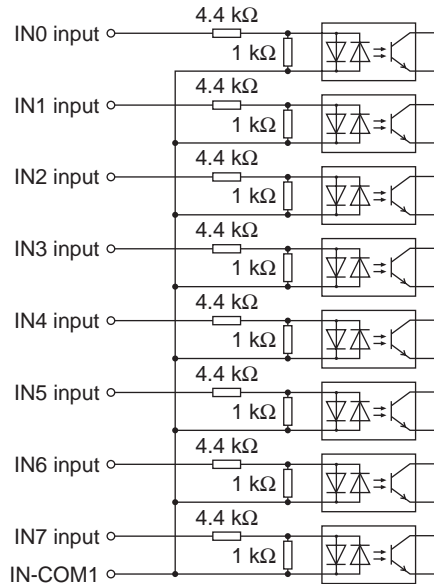 4.4 kΩ
IN0 input
1 kΩ
4.4 kΩ
IN1 input
1 kΩ
4.4 kΩ
IN2 input
1 kΩ
4.4 kΩ
IN3 input
1 kΩ
4.4 kΩ
IN4 input
1 kΩ
4.4 kΩ
IN5 input
1 kΩ
4.4 kΩ
IN6 input
1 kΩ
4.4 kΩ
IN7 input
1 kΩ
IN-COM1